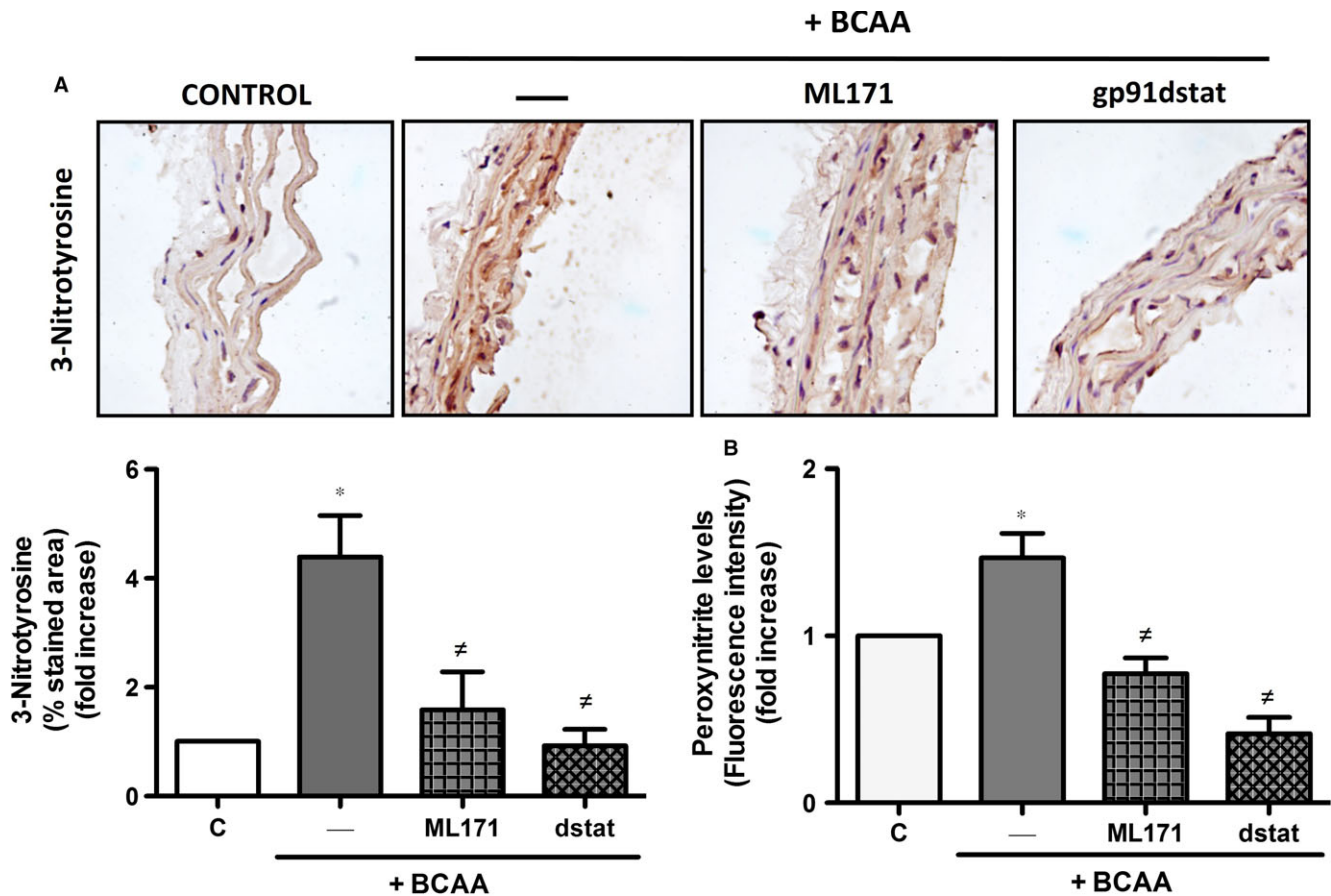 + BCAA
A
CONTROL — ML171 gp91dstat
3-Nitrotyrosine
3-Nitrotyrosine
(% stained area)
(fold increase)
6
4
2
0
*
≠
≠
C — ML171 dstat
+ BCAA
B
Peroxynitrite levels
(Fluorescence intensity)
(fold increase)
2
1
0
*
≠
≠
C — ML171 dstat
+ BCAA